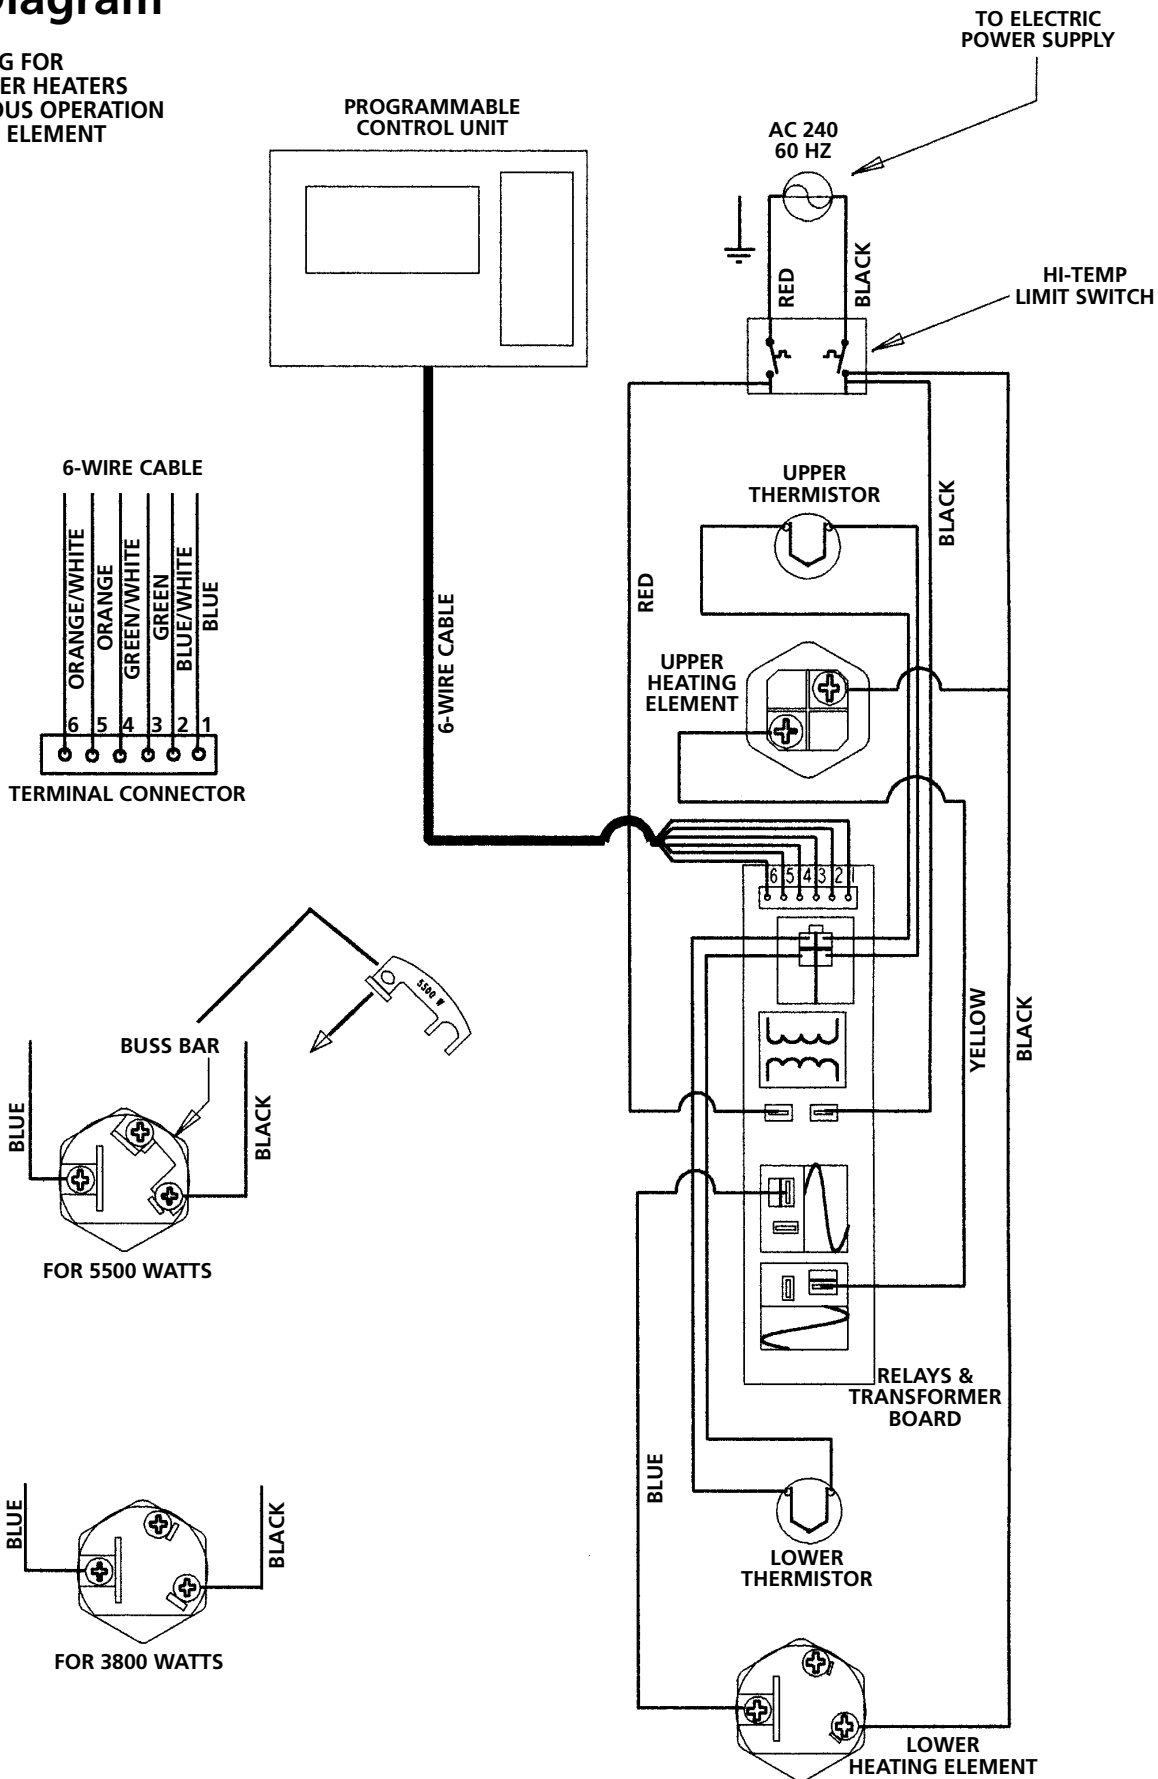 TO ELECTRIC
POWER SUPPLY
G FOR
ER HEATERS
OUS OPERATION
ELEMENT
PROGRAMMABLE
CONTROL UNIT
AC 240
60 HZ
RED
BLACK
HI-TEMP
LIMIT SWITCH
6-WIRE CABLE
ORANGE/WHITE
ORANGE
GREEN/WHITE
GREEN
BLUE/WHITE
BLUE
6 5 4 3 2 1
TERMINAL CONNECTOR
6-WIRE CABLE
UPPER
THERMISTOR
RED
BLACK
UPPER
HEATING
ELEMENT
6 5 4 3 2 1
5500 W
BUSS BAR
BLUE
BLACK
FOR 5500 WATTS
YELLOW
BLACK
RELAYS &
TRANSFORMER
BOARD
BLUE
LOWER
THERMISTOR
BLUE
BLACK
FOR 3800 WATTS
LOWER
HEATING ELEMENT